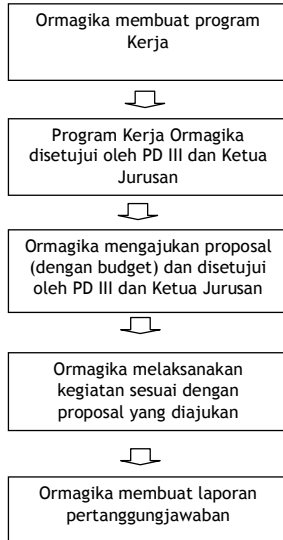 Ormagika membuat program
Kerja
Program Kerja Ormagika
disetujui oleh PD III dan Ketua
Jurusan
Ormagika mengajukan proposal
(dengan budget) dan disetujui
oleh PD III dan Ketua Jurusan
Ormagika melaksanakan
kegiatan sesuai dengan
proposal yang diajukan
Ormagika membuat laporan
pertanggungjawaban